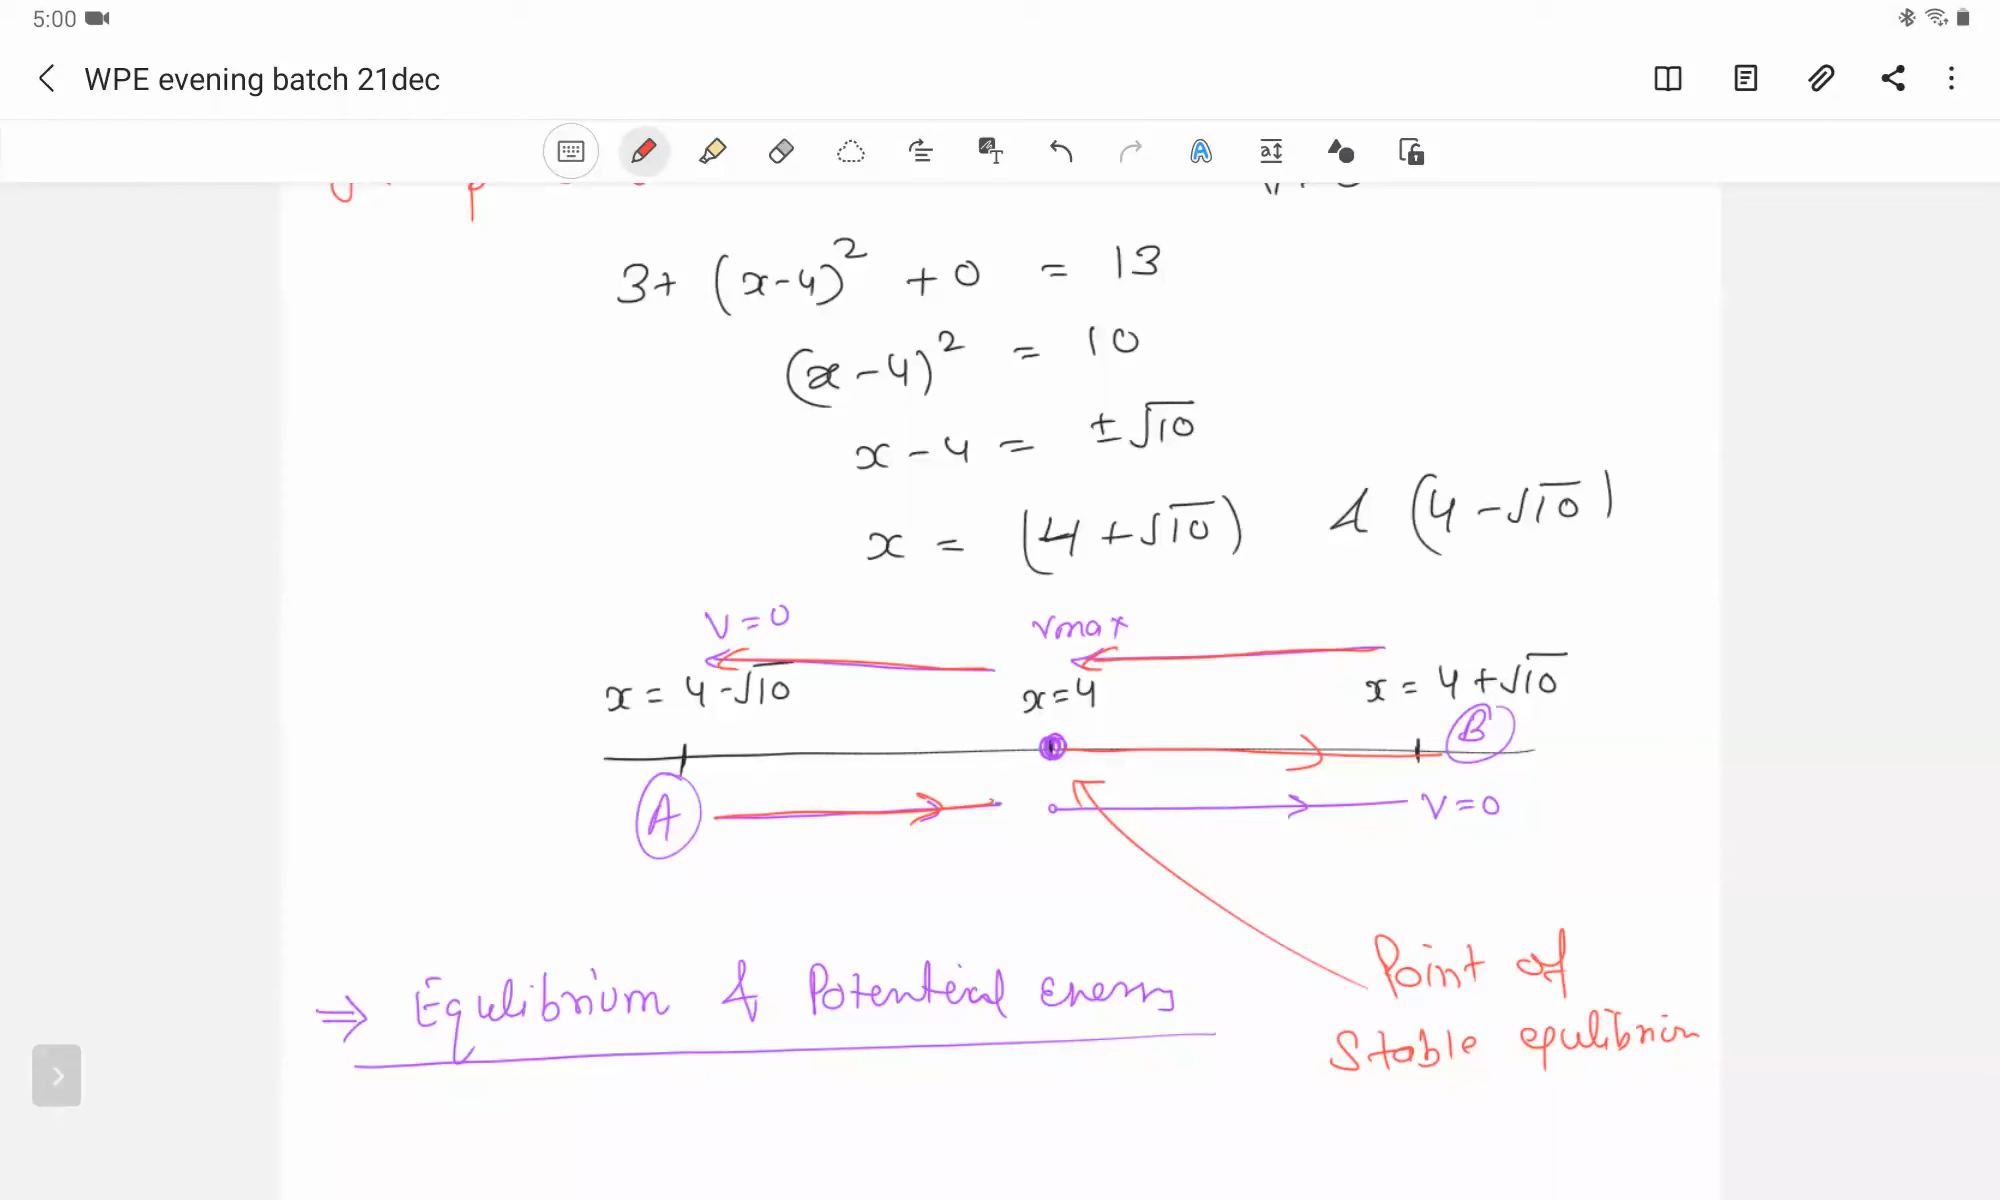 5:00
WPE evening batch 21dec
3+ (x-4)² + 0 = 13
(x-4)² = 10
x - 4 = ±√10
x = (4+√10) & (4-√10)
V=0 vmax
x = 4-√10 x=4 x = 4+√10
B
A V=0
Point of
⇒ Equlibrium & Potential energy
Stable equlibrium